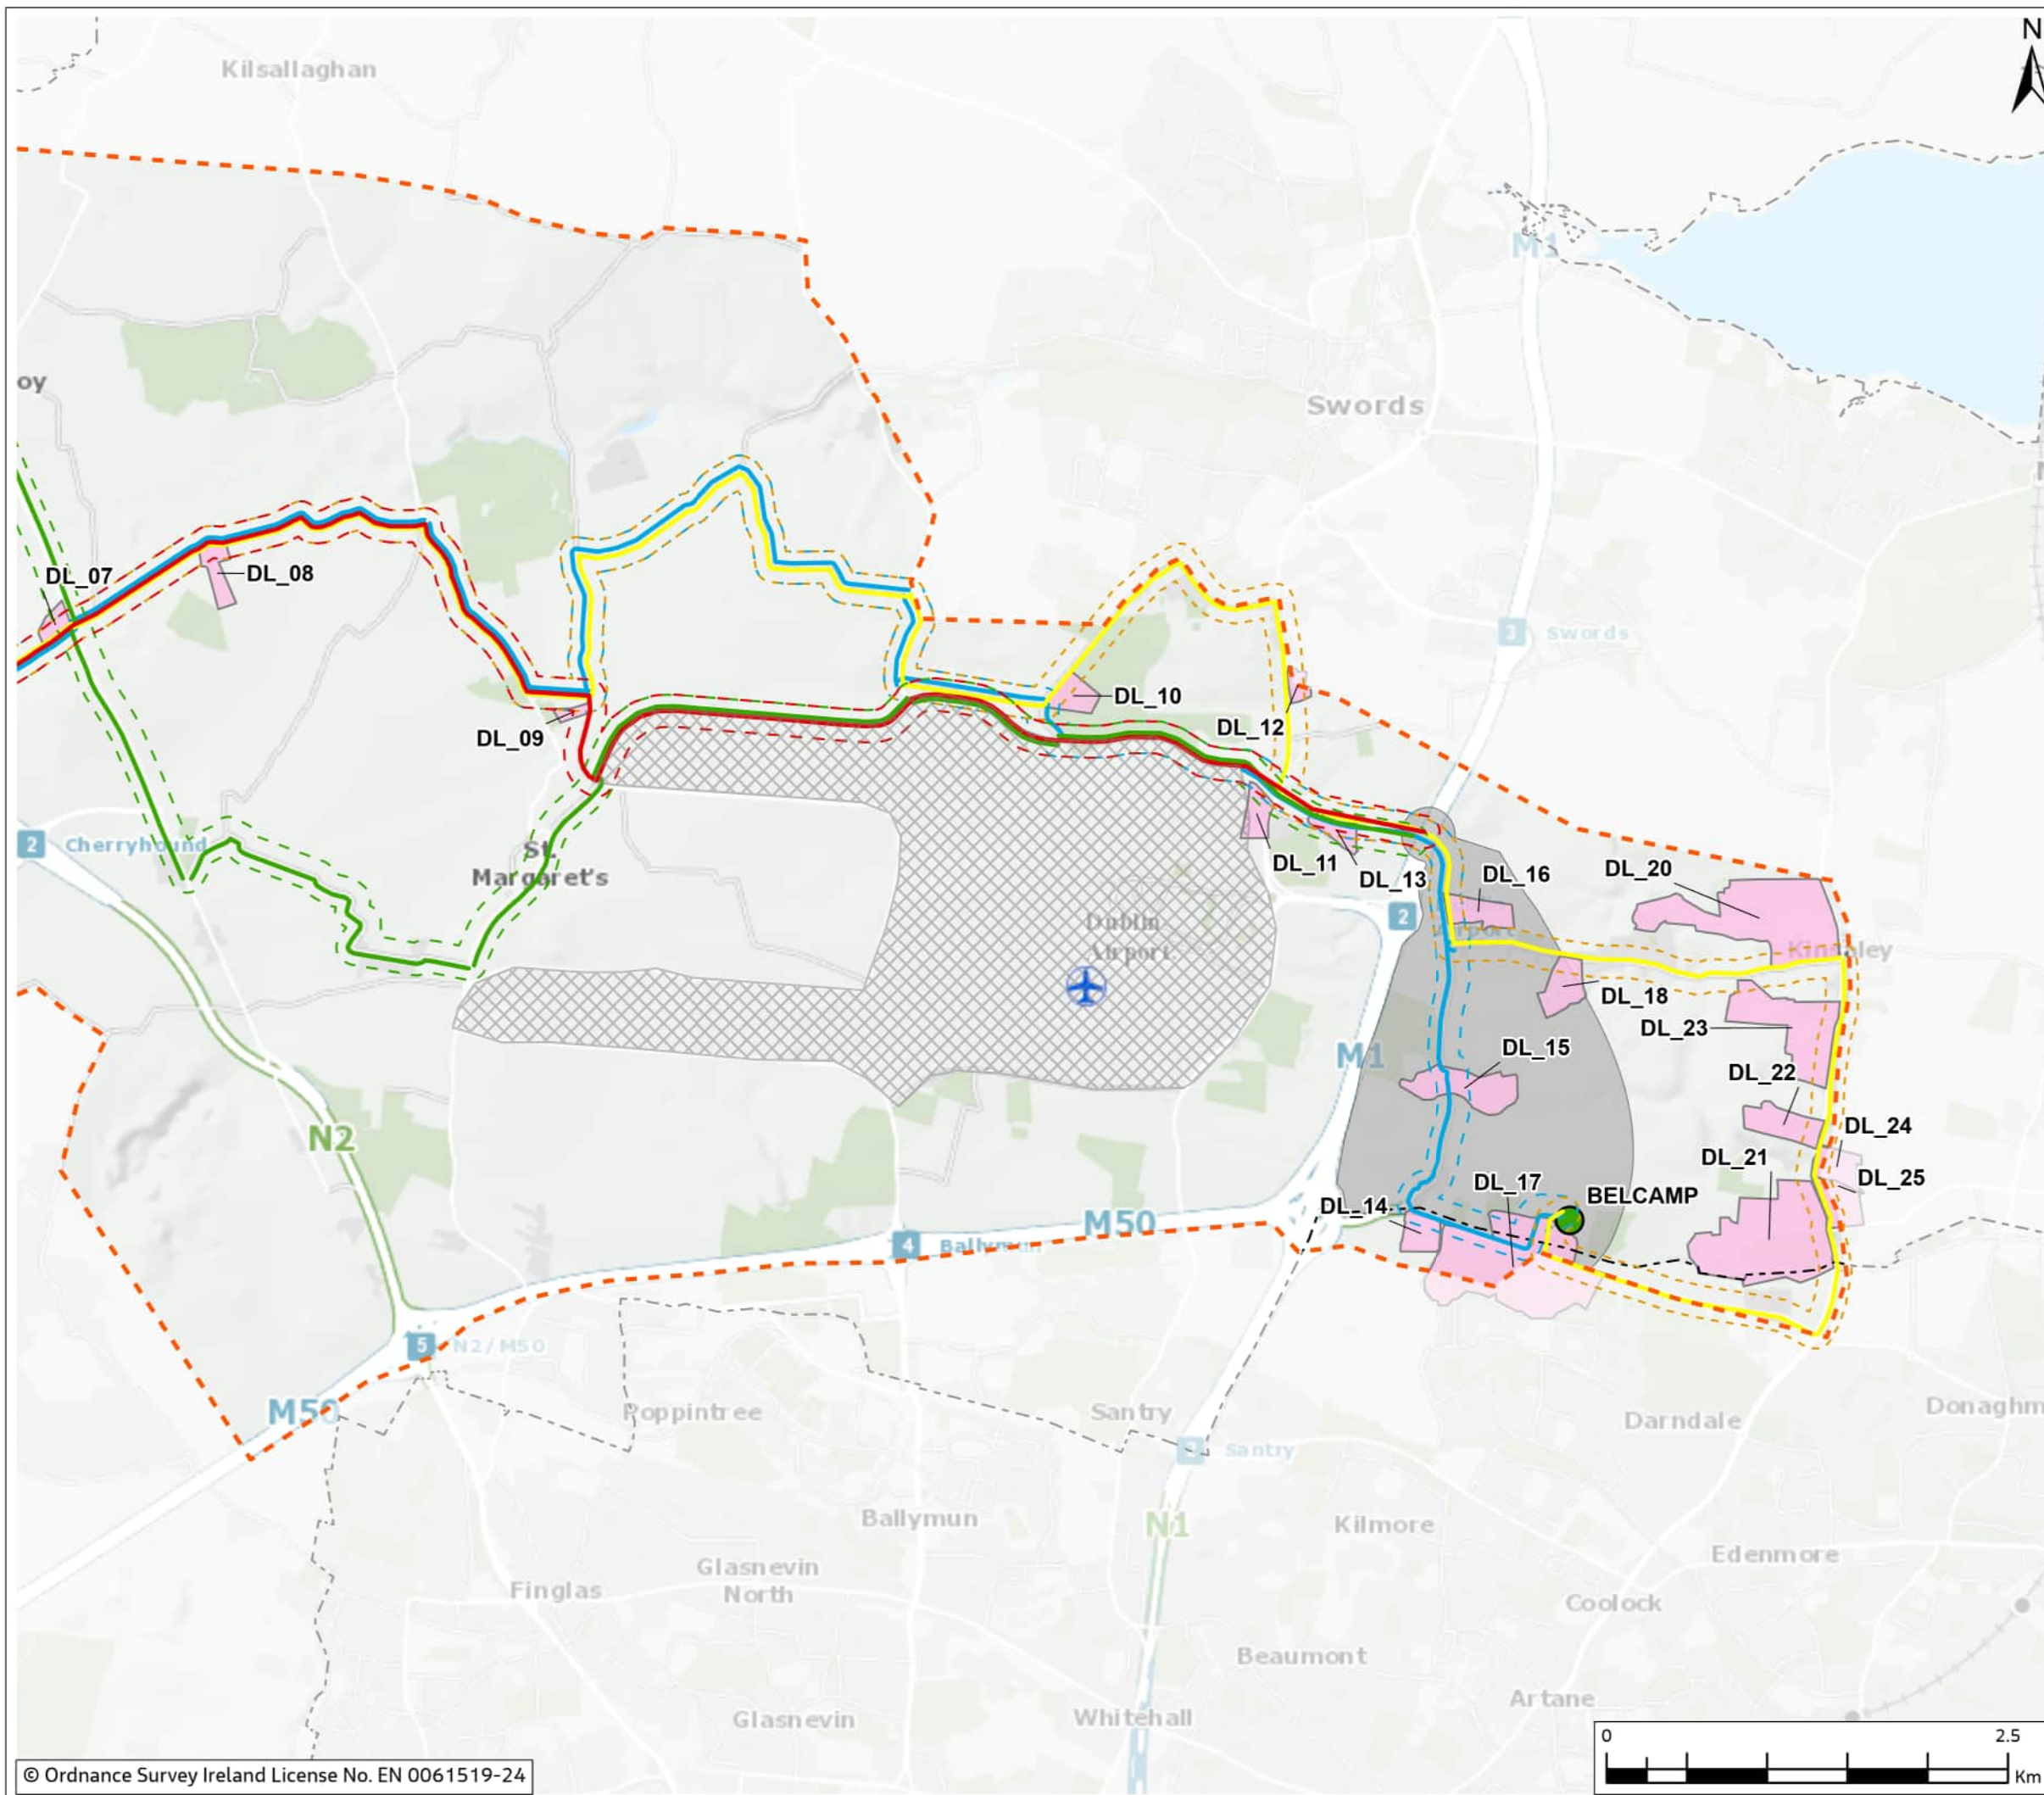 N
Kilsallaghan
M1
oy
Swords
DL_07
DL_08
3 Swords
DL_10
DL_12
DL_09
2 Cherryhound
St.
Margaret's
DL_11
DL_13
DL_16
DL_20
2
Airport
Dublin
Airport
Kinsaley
DL_18
DL_23
M1
DL_15
DL_22
N2
DL_24
DL_21
DL_25
DL_17
BELCAMP
DL_14
M50
4 Ballymun
5 N2/M50
M50
Poppintree
Santry
Darndale
Donaghm
Santry
Ballymun
N1
Kilmore
Edenmore
Glasnevin
North
Finglas
Coolock
Beaumont
Artane
Glasnevin
Whitehall
0 2.5
Km
© Ordnance Survey Ireland License No. EN 0061519-24